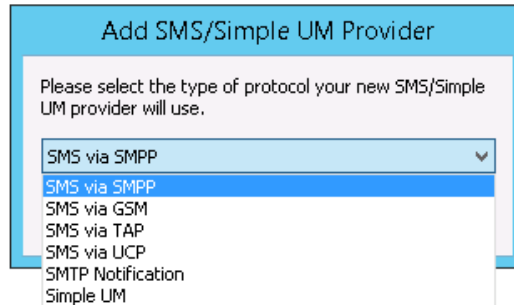 Add SMS/Simple UM Provider
Please select the type of protocol your new SMS/Simple
UM provider will use.
SMS via SMPP
SMS via SMPP
SMS via GSM
SMS via TAP
SMS via UCP
SMTP Notification
Simple UM